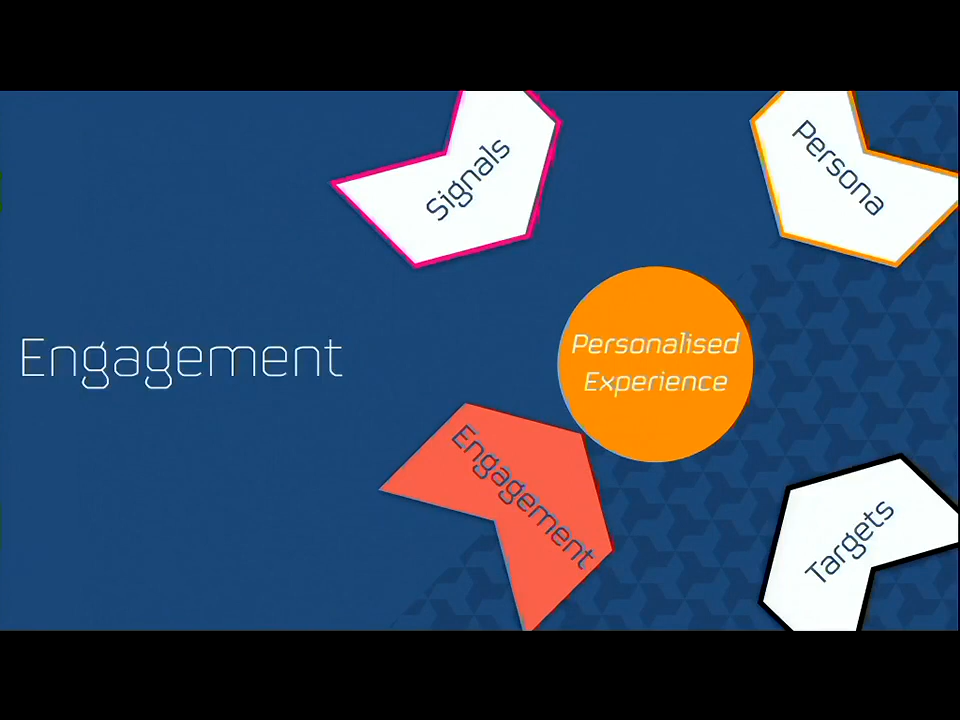 Signals
Persona
Engagement
Personalised
Experience
Engagement
Targets